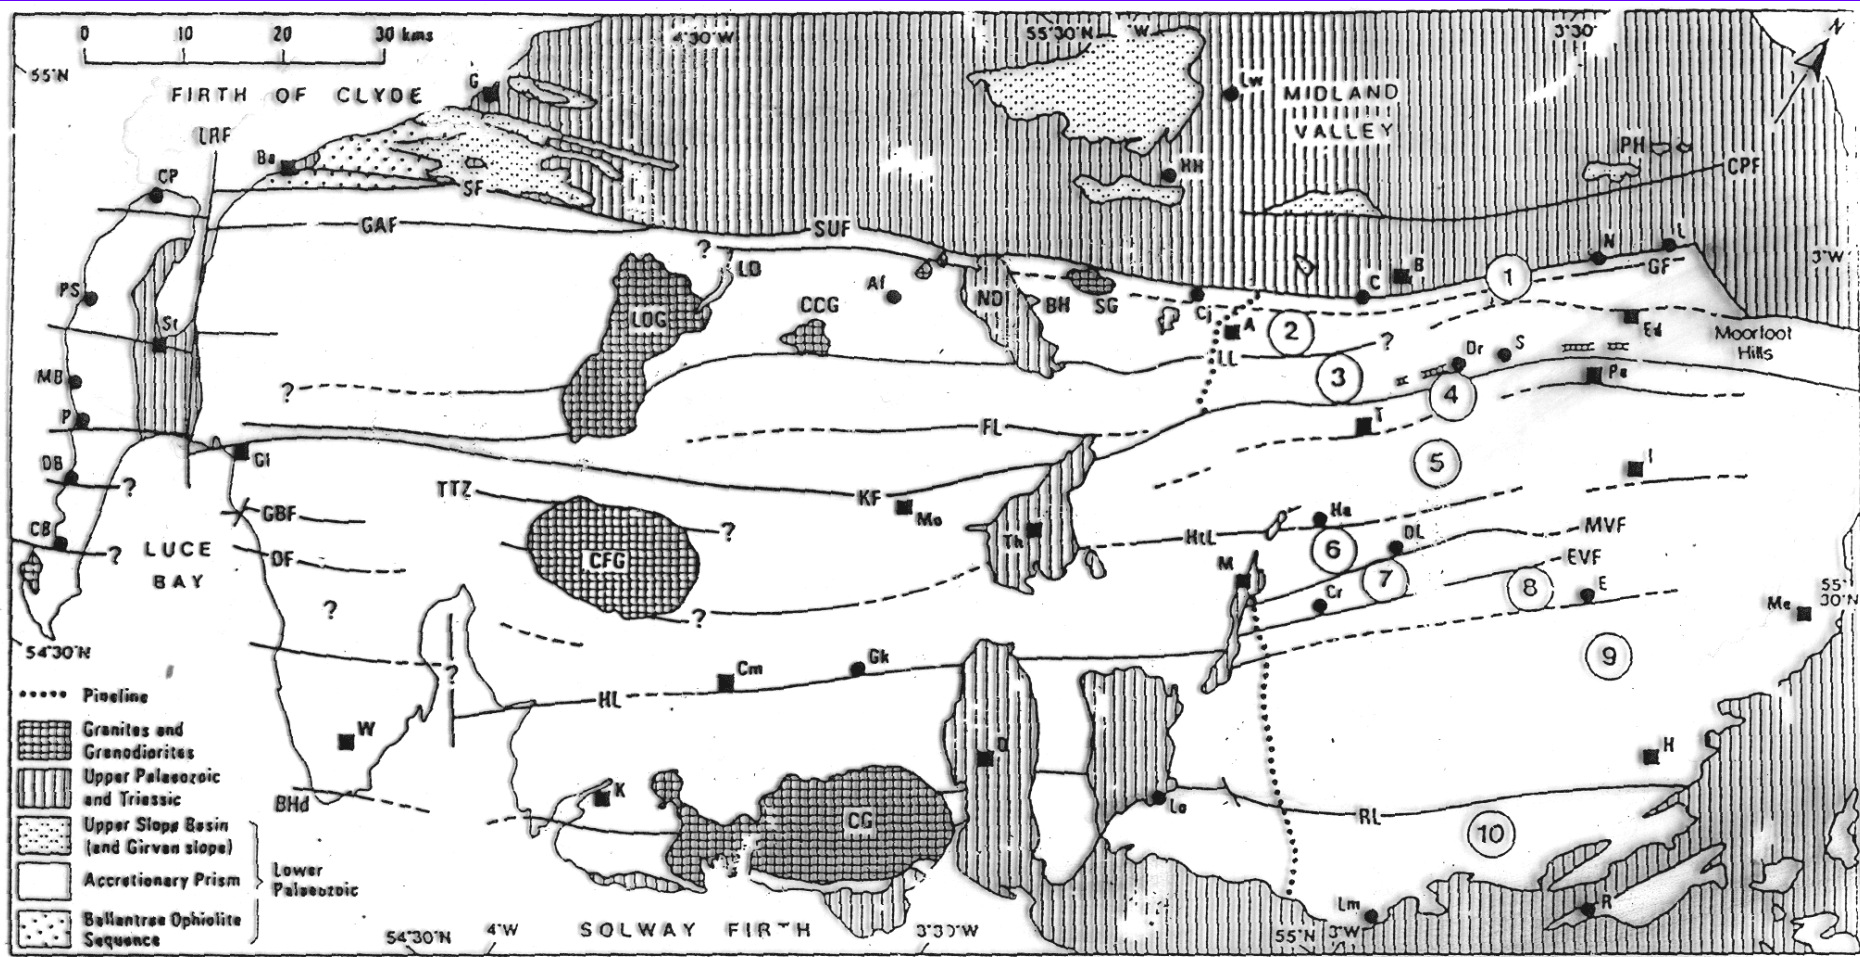 0 10 20 30 kms
4°30'W
55°30'N
W
3°30'
N
55°N
FIRTH OF CLYDE
G
Lw
MIDLAND
VALLEY
LRF
Ba
CP
SF
HH
PH
CPF
GAF
SUF
?
LD
N
L
GF
3°W
PS
Af
ND
BH
SG
Cj
C
B
1
St
LDG
CCG
A
2
Ed
Moorfoot
Hills
LL
?
Dr
S
MB
?
3
4
Pe
P
FL
T
Gl
5
I
DB
?
TTZ
KF
Mo
GBF
?
Th
HtL
Ha
CB
?
LUCE
BAY
DF
CFG
6
DL
MVF
M
7
EVF
Cr
8
E
Me
55°
30'N
?
?
54°30'N
?
Cm
Gk
9
Pipeline
HL
W
D
H
Granites and
Granodiorites
Upper Palaeozoic
and Triassic
BHd
K
CG
Lo
RL
10
Upper Slope Basin
(and Girvan slope)
Accretionary Prism
Lower
Palaeozoic
Ballantrae Ophiolite
Sequence
Lm
R
54°30'N
4°W
SOLWAY FIRTH
3°30'W
55°N
3°W